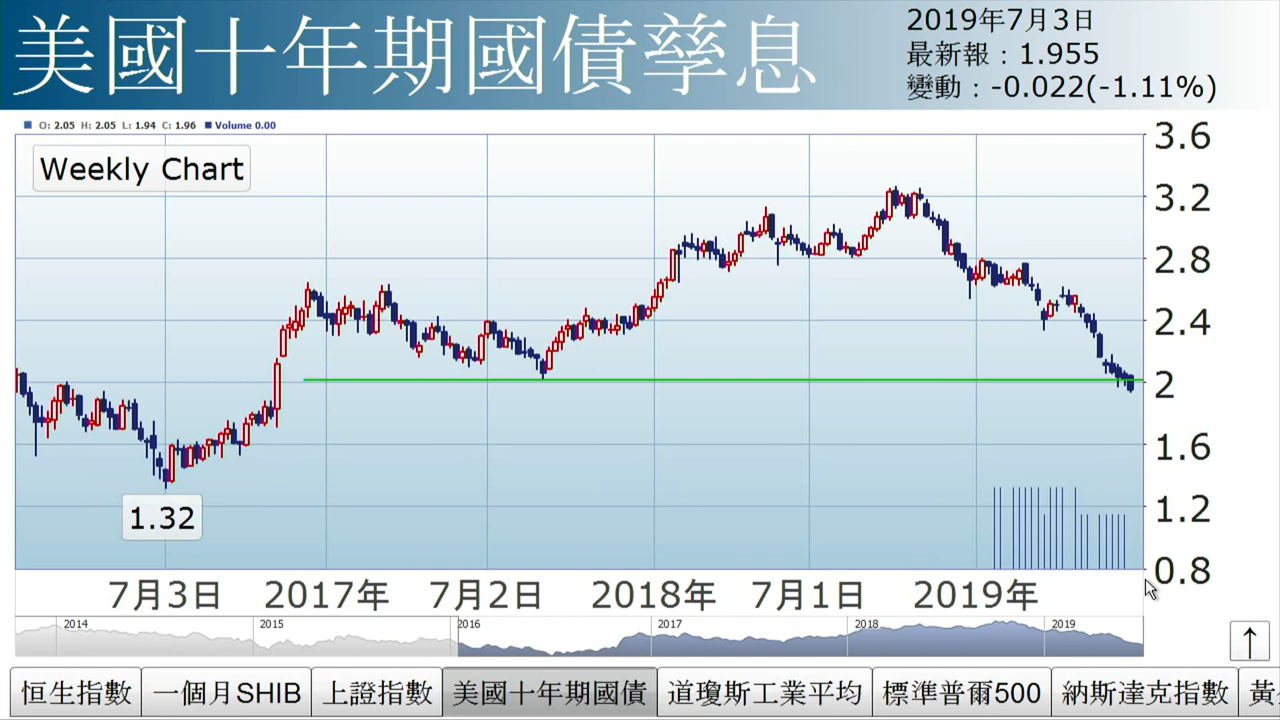 美國十年期國債孳息
2019年7月3日
最新報：1.955
變動：-0.022(-1.11%)
O: 2.05 H: 2.05 L: 1.94 C: 1.96 Volume 0.00
Weekly Chart
3.6
3.2
2.8
2.4
2
1.6
1.2
0.8
1.32
7月3日 2017年 7月2日 2018年 7月1日 2019年
2014 2015 2016 2017 2018 2019
↑
恒生指數 一個月SHIB 上證指數 美國十年期國債 道瓊斯工業平均 標準普爾500 納斯達克指數 黃